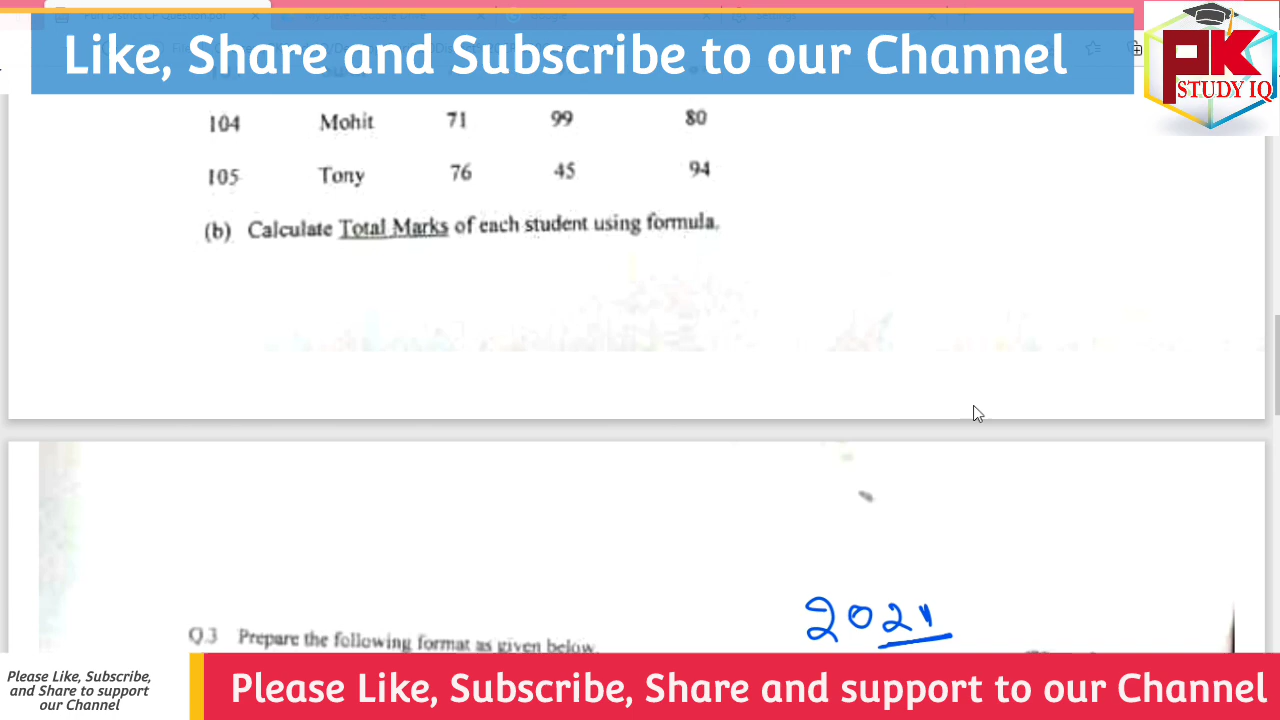 Like, Share and Subscribe to our Channel
PK
STUDY IQ
104 Mohit 71 99 80
105 Tony 76 45 94
(b) Calculate Total Marks of each student using formula.
2021
Q.3 Prepare the following format as given below.
Please Like, Subscribe,
and Share to support
our Channel
Please Like, Subscribe, Share and support to our Channel